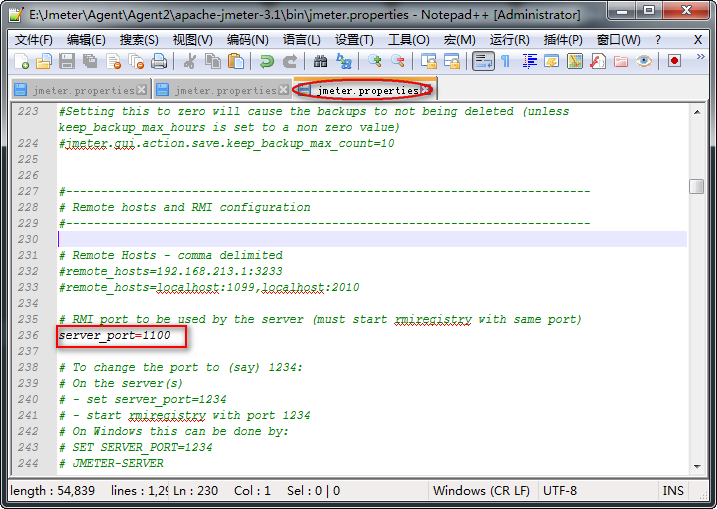 E:\Jmeter\Agent\Agent2\apache-jmeter-3.1\bin\jmeter.properties - Notepad++ [Administrator]
文件(F) 编辑(E) 搜索(S) 视图(V) 编码(N) 语言(L) 设置(T) 工具(O) 宏(M) 运行(R) 插件(P) 窗口(W) ? X
jmeter.properties jmeter.properties jmeter.properties
223 #Setting this to zero will cause the backups to not being deleted (unless
keep_backup_max_hours is set to a non zero value)
224 #jmeter.gui.action.save.keep_backup_max_count=10
225
226
227 #---------------------------------------------------------------------------
228 # Remote hosts and RMI configuration
229 #---------------------------------------------------------------------------
230
231 # Remote Hosts - comma delimited
232 #remote_hosts=192.168.213.1:3233
233 #remote_hosts=localhost:1099,localhost:2010
234
235 # RMI port to be used by the server (must start rmiregistry with same port)
236 server_port=1100
237
238 # To change the port to (say) 1234:
239 # On the server(s)
240 # - set server_port=1234
241 # - start rmiregistry with port 1234
242 # On Windows this can be done by:
243 # SET SERVER_PORT=1234
244 # JMETER-SERVER
length : 54,839 lines : 1,29 Ln : 230 Col : 1 Sel : 0 | 0 Windows (CR LF) UTF-8 INS